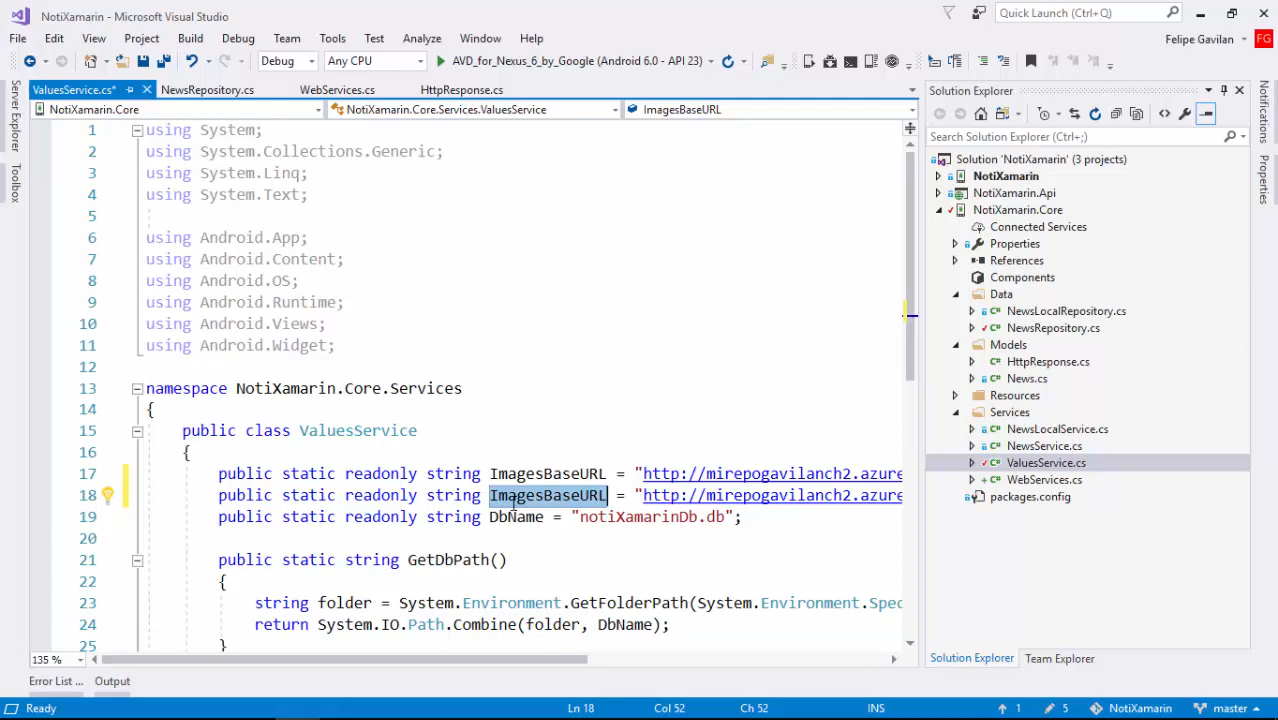 NotiXamarin - Microsoft Visual Studio
Quick Launch (Ctrl+Q)
File Edit View Project Build Debug Team Tools Test Analyze Window Help
Felipe Gavilan FG
Debug Any CPU AVD_for_Nexus_6_by_Google (Android 6.0 - API 23)
Server Explorer
Toolbox
ValuesService.cs* NewsRepository.cs WebServices.cs HttpResponse.cs
NotiXamarin.Core NotiXamarin.Core.Services.ValuesService ImagesBaseURL
1 using System;
2 using System.Collections.Generic;
3 using System.Linq;
4 using System.Text;
5
6 using Android.App;
7 using Android.Content;
8 using Android.OS;
9 using Android.Runtime;
10 using Android.Views;
11 using Android.Widget;
12
13 namespace NotiXamarin.Core.Services
14 {
15 public class ValuesService
16 {
17 public static readonly string ImagesBaseURL = "http://mirepogavilanch2.azure
18 public static readonly string ImagesBaseURL = "http://mirepogavilanch2.azure
19 public static readonly string DbName = "notiXamarinDb.db";
20
21 public static string GetDbPath()
22 {
23 string folder = System.Environment.GetFolderPath(System.Environment.Spec
24 return System.IO.Path.Combine(folder, DbName);
25 }
135 %
Error List ... Output
Solution Explorer
Search Solution Explorer (Ctrl+;)
Solution 'NotiXamarin' (3 projects)
NotiXamarin
NotiXamarin.Api
NotiXamarin.Core
Connected Services
Properties
References
Components
Data
NewsLocalRepository.cs
NewsRepository.cs
Models
HttpResponse.cs
News.cs
Resources
Services
NewsLocalService.cs
NewsService.cs
ValuesService.cs
WebServices.cs
packages.config
Solution Explorer Team Explorer
Notifications
Properties
Ready Ln 18 Col 52 Ch 52 INS 1 5 NotiXamarin master